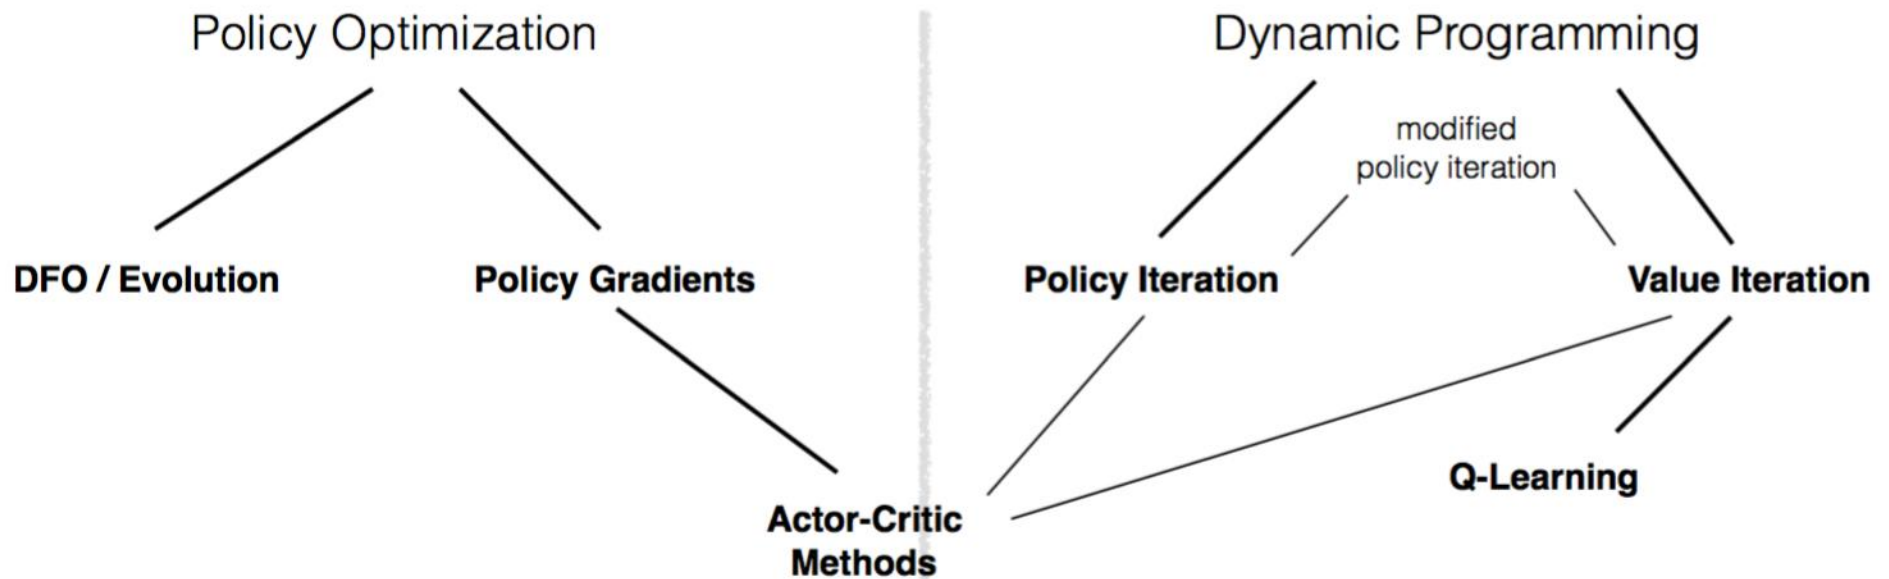 Policy Optimization
Dynamic Programming
modified
policy iteration
DFO / Evolution
Policy Gradients
Policy Iteration
Value Iteration
Q-Learning
Actor-Critic
Methods